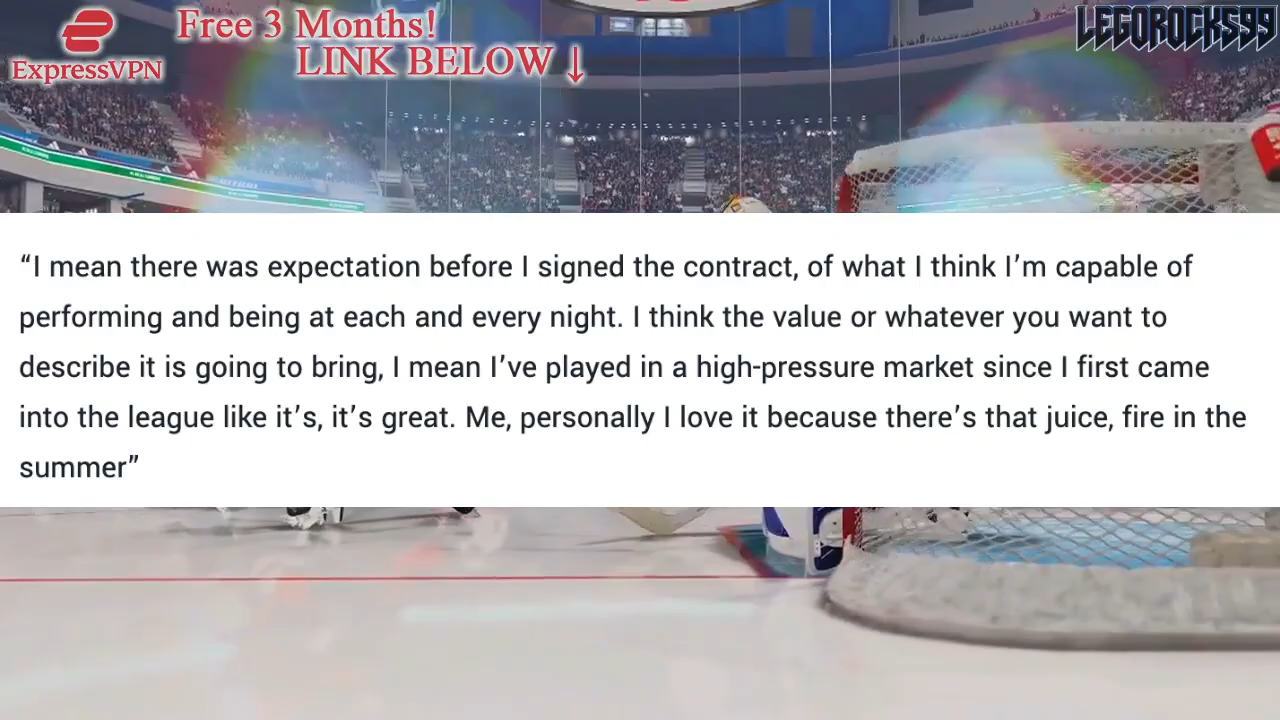 Free 3 Months!
LINK BELOW ↓
ExpressVPN
LEGOROCKS99
“I mean there was expectation before I signed the contract, of what I think I’m capable of
performing and being at each and every night. I think the value or whatever you want to
describe it is going to bring, I mean I’ve played in a high-pressure market since I first came
into the league like it’s, it’s great. Me, personally I love it because there’s that juice, fire in the
summer”